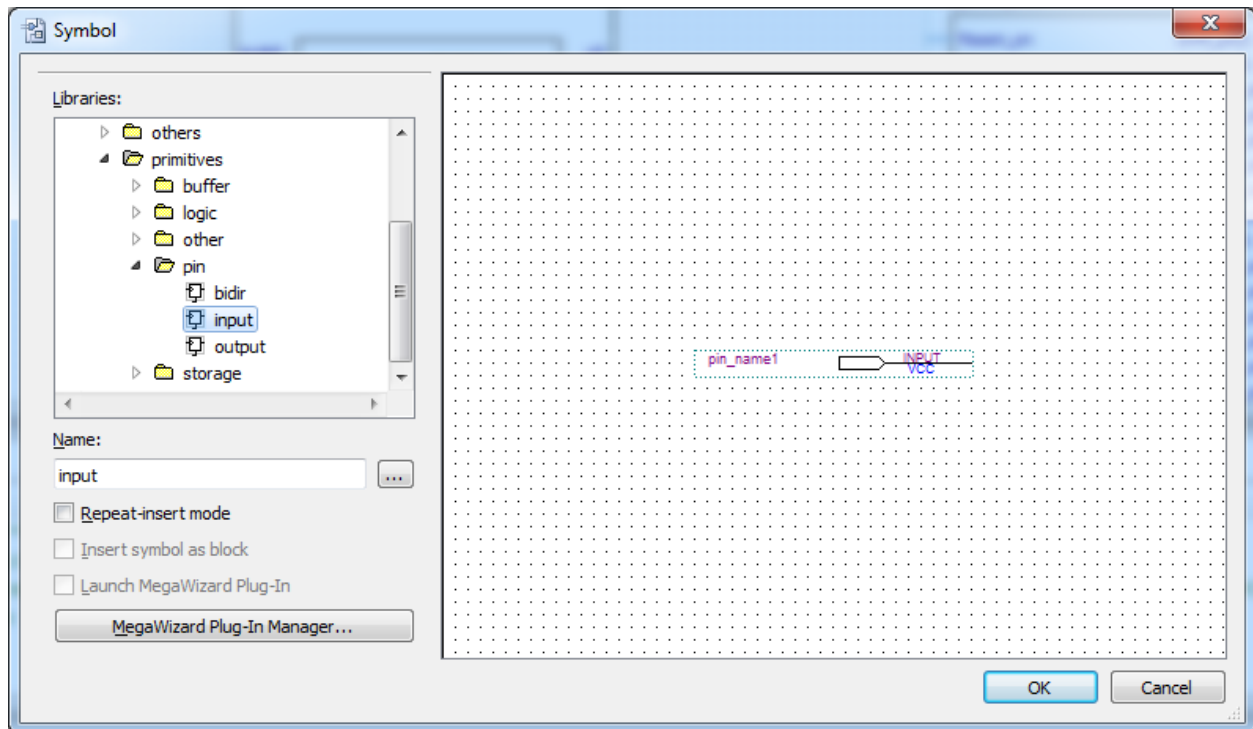 Symbol
Libraries:
others
primitives
buffer
logic
other
pin
bidir
input
output
storage
Name:
input
...
Repeat-insert mode
Insert symbol as block
Launch MegaWizard Plug-In
MegaWizard Plug-In Manager...
pin_name1
INPUT
VCC
OK
Cancel